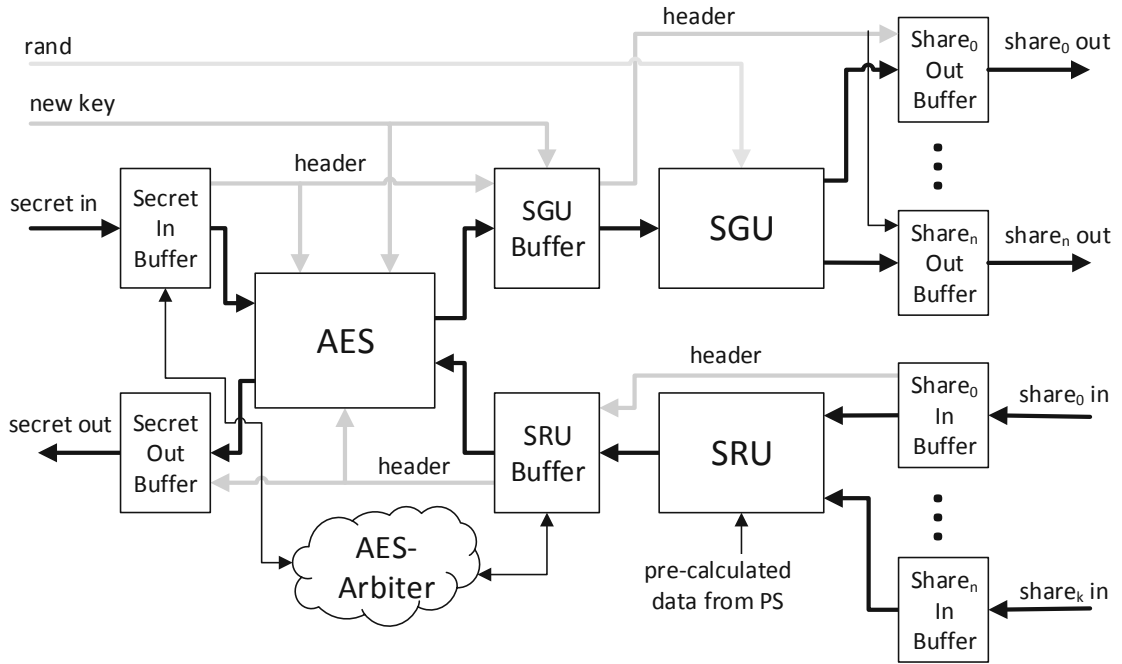 header
rand
Share₀
Out
Buffer
share₀ out
new key
header
secret in
Secret
In
Buffer
SGU
Buffer
SGU
Shareₙ
Out
Buffer
shareₙ out
AES
header
secret out
Secret
Out
Buffer
header
SRU
Buffer
SRU
Share₀
In
Buffer
share₀ in
AES-
Arbiter
pre-calculated
data from PS
Shareₙ
In
Buffer
shareₖ in